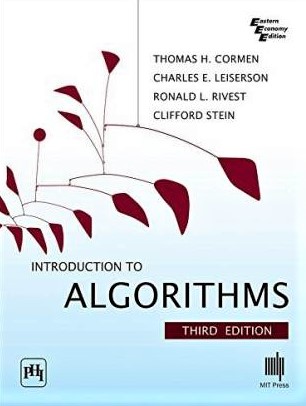 Eastern
Economy
Edition
THOMAS H. CORMEN
CHARLES E. LEISERSON
RONALD L. RIVEST
CLIFFORD STEIN
INTRODUCTION TO
ALGORITHMS
THIRD EDITION
PHI
MIT Press